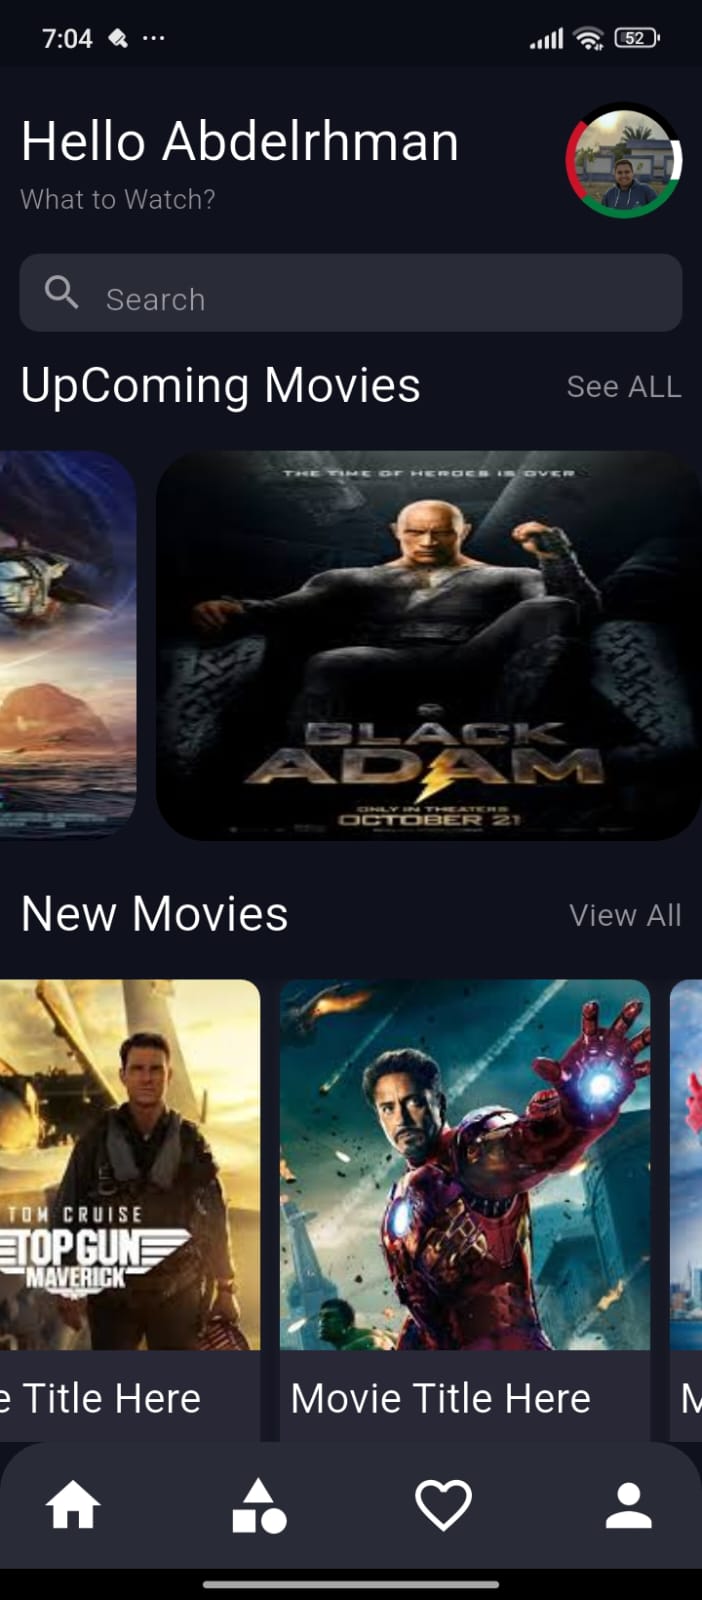 7:04
52
Hello Abdelrhman
What to Watch?
Search
UpComing Movies
See ALL
THE TIME OF HEROES IS OVER
BLACK
ADAM
ONLY IN THEATERS
OCTOBER 21
New Movies
View All
TOM CRUISE
TOP GUN
MAVERICK
e Title Here
Movie Title Here
M